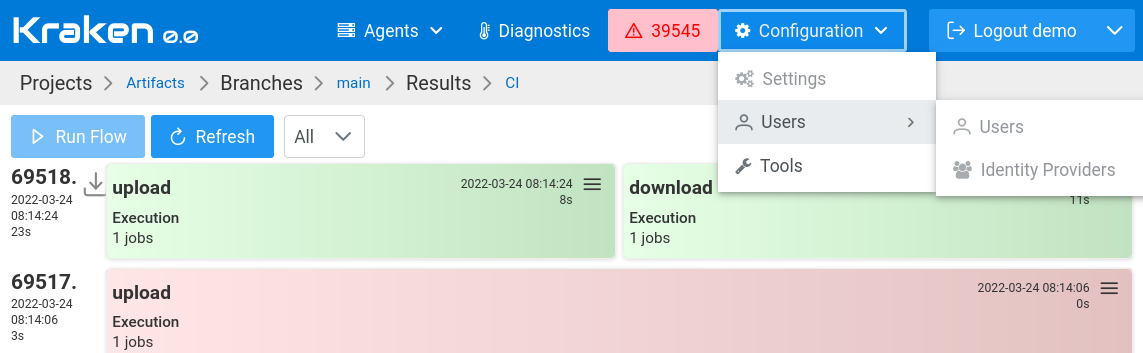 Kraken 0.0
Agents
Diagnostics
39545
Configuration
Logout demo
Projects > Artifacts > Branches > main > Results > CI
Settings
Users
Tools
Users
Identity Providers
Run Flow
Refresh
All
69518.
2022-03-24
08:14:24
23s
upload
2022-03-24 08:14:24
8s
Execution
1 jobs
download
11s
Execution
1 jobs
69517.
2022-03-24
08:14:06
3s
upload
2022-03-24 08:14:06
0s
Execution
1 jobs